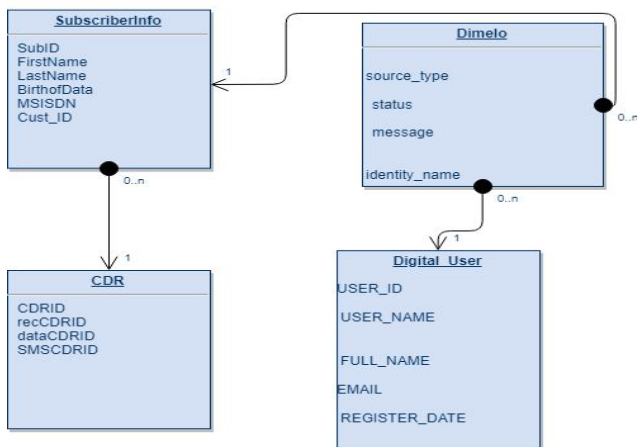 SubscriberInfo
SubID
FirstName
LastName
BirthofData
MSISDN
Cust_ID
Dimelo
source_type
status
message
identity_name
1
0..n
0..n
0..n
1
1
CDR
CDRID
recCDRID
dataCDRID
SMSCDRID
Digital_User
USER_ID
USER_NAME
FULL_NAME
EMAIL
REGISTER_DATE